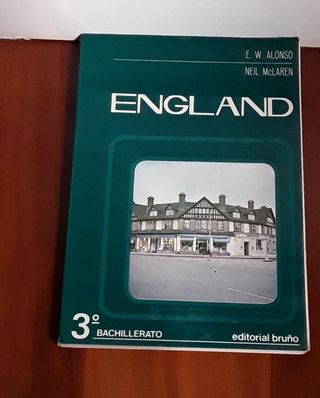 E. W. ALONSO
NEIL McLAREN
ENGLAND
3º BACHILLERATO
editorial bruño